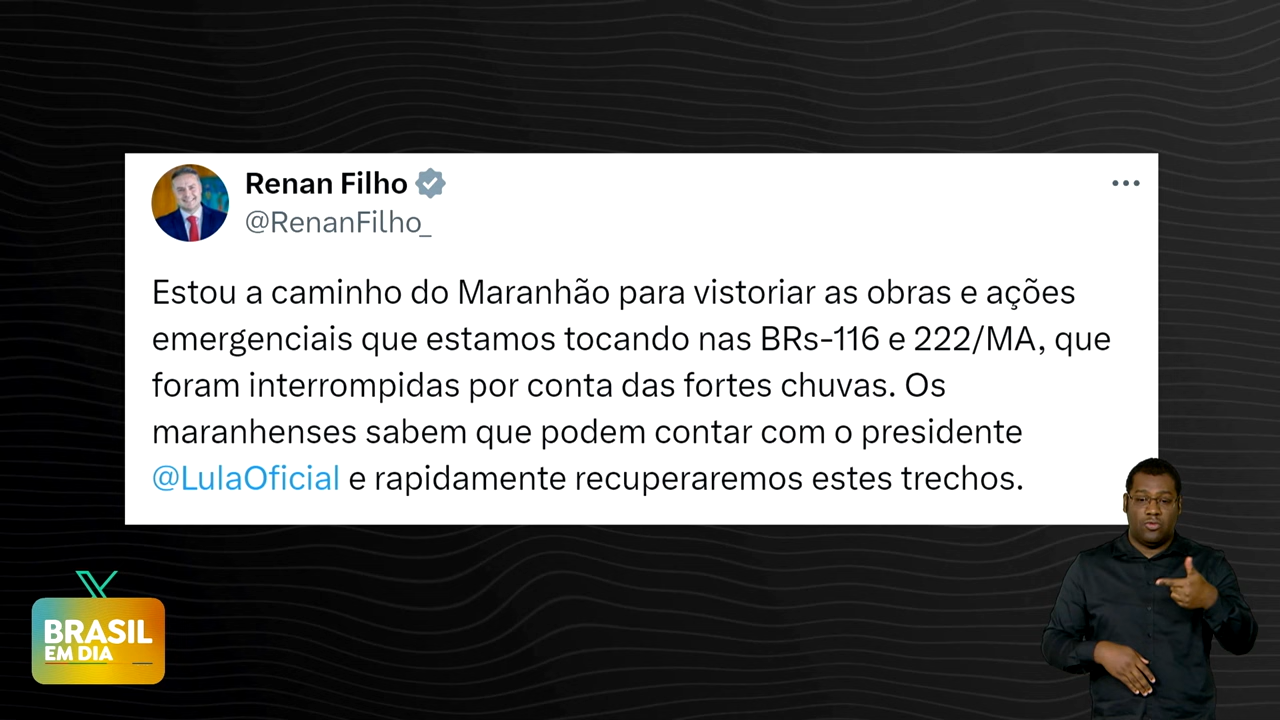 Renan Filho
@RenanFilho_
Estou a caminho do Maranhão para vistoriar as obras e ações
emergenciais que estamos tocando nas BRs-116 e 222/MA, que
foram interrompidas por conta das fortes chuvas. Os
maranhenses sabem que podem contar com o presidente
@LulaOficial e rapidamente recuperaremos estes trechos.
BRASIL
EM DIA